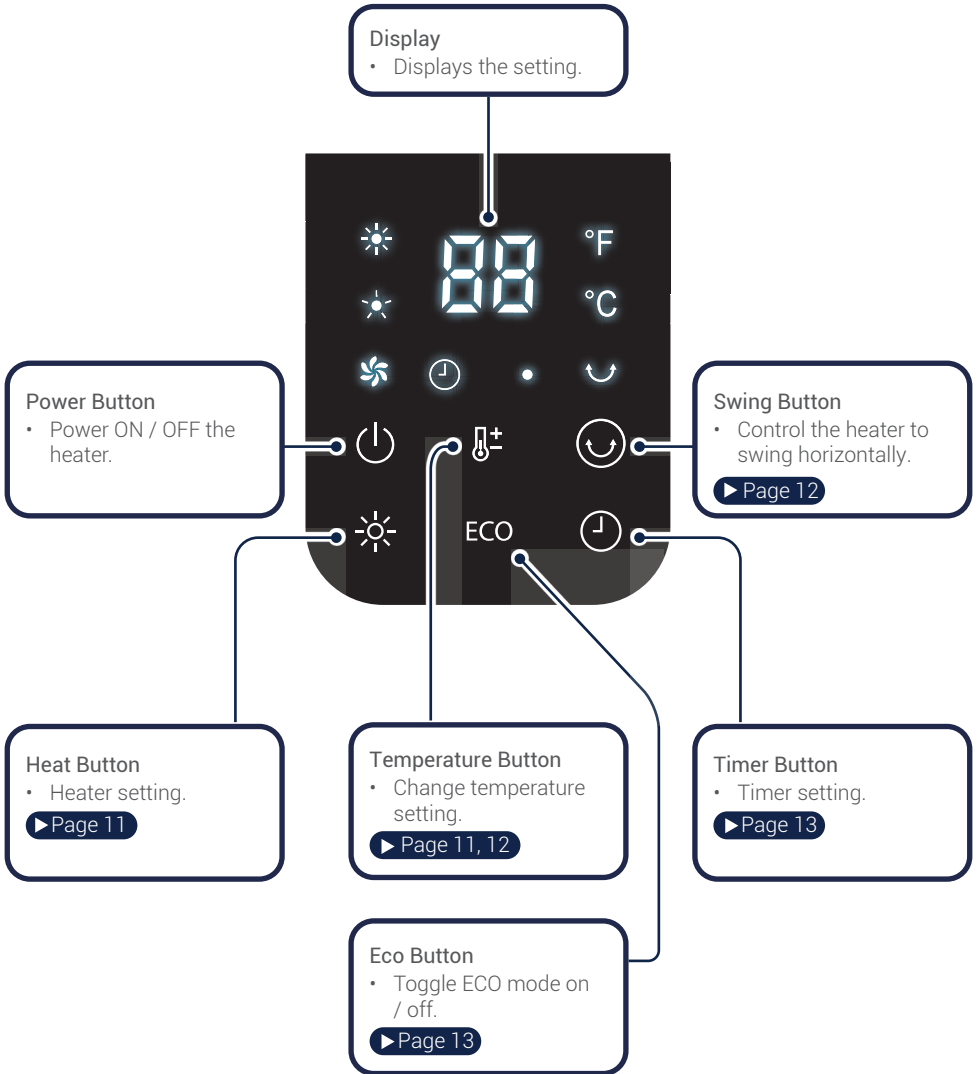 Display
• Displays the setting.
88
°F
°C
Power Button
• Power ON / OFF the
heater.
Swing Button
• Control the heater to
swing horizontally.
▶ Page 12
ECO
Heat Button
• Heater setting.
▶Page 11
Temperature Button
• Change temperature
setting.
▶ Page 11, 12
Timer Button
• Timer setting.
▶Page 13
Eco Button
• Toggle ECO mode on
/ off.
▶Page 13